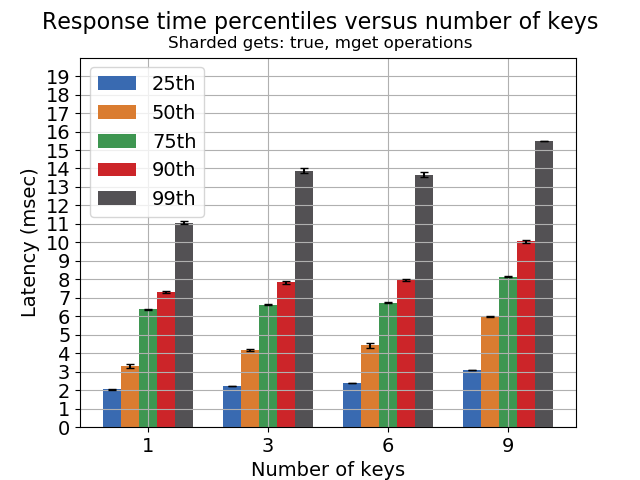 Response time percentiles versus number of keys
Sharded gets: true, mget operations
25th
50th
75th
90th
99th
Latency (msec)
19
18
17
16
15
14
13
12
11
10
9
8
7
6
5
4
3
2
1
0
1 3 6 9
Number of keys